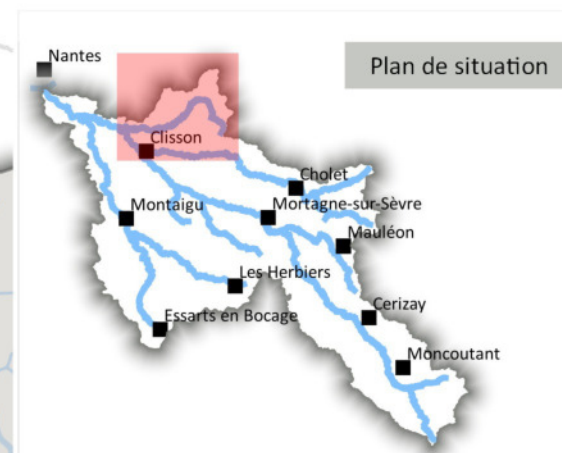 Nantes
Plan de situation
Clisson
Cholet
Montaigu
Mortagne-sur-Sèvre
Mauléon
Les Herbiers
Cerizay
Essarts en Bocage
Moncoutant